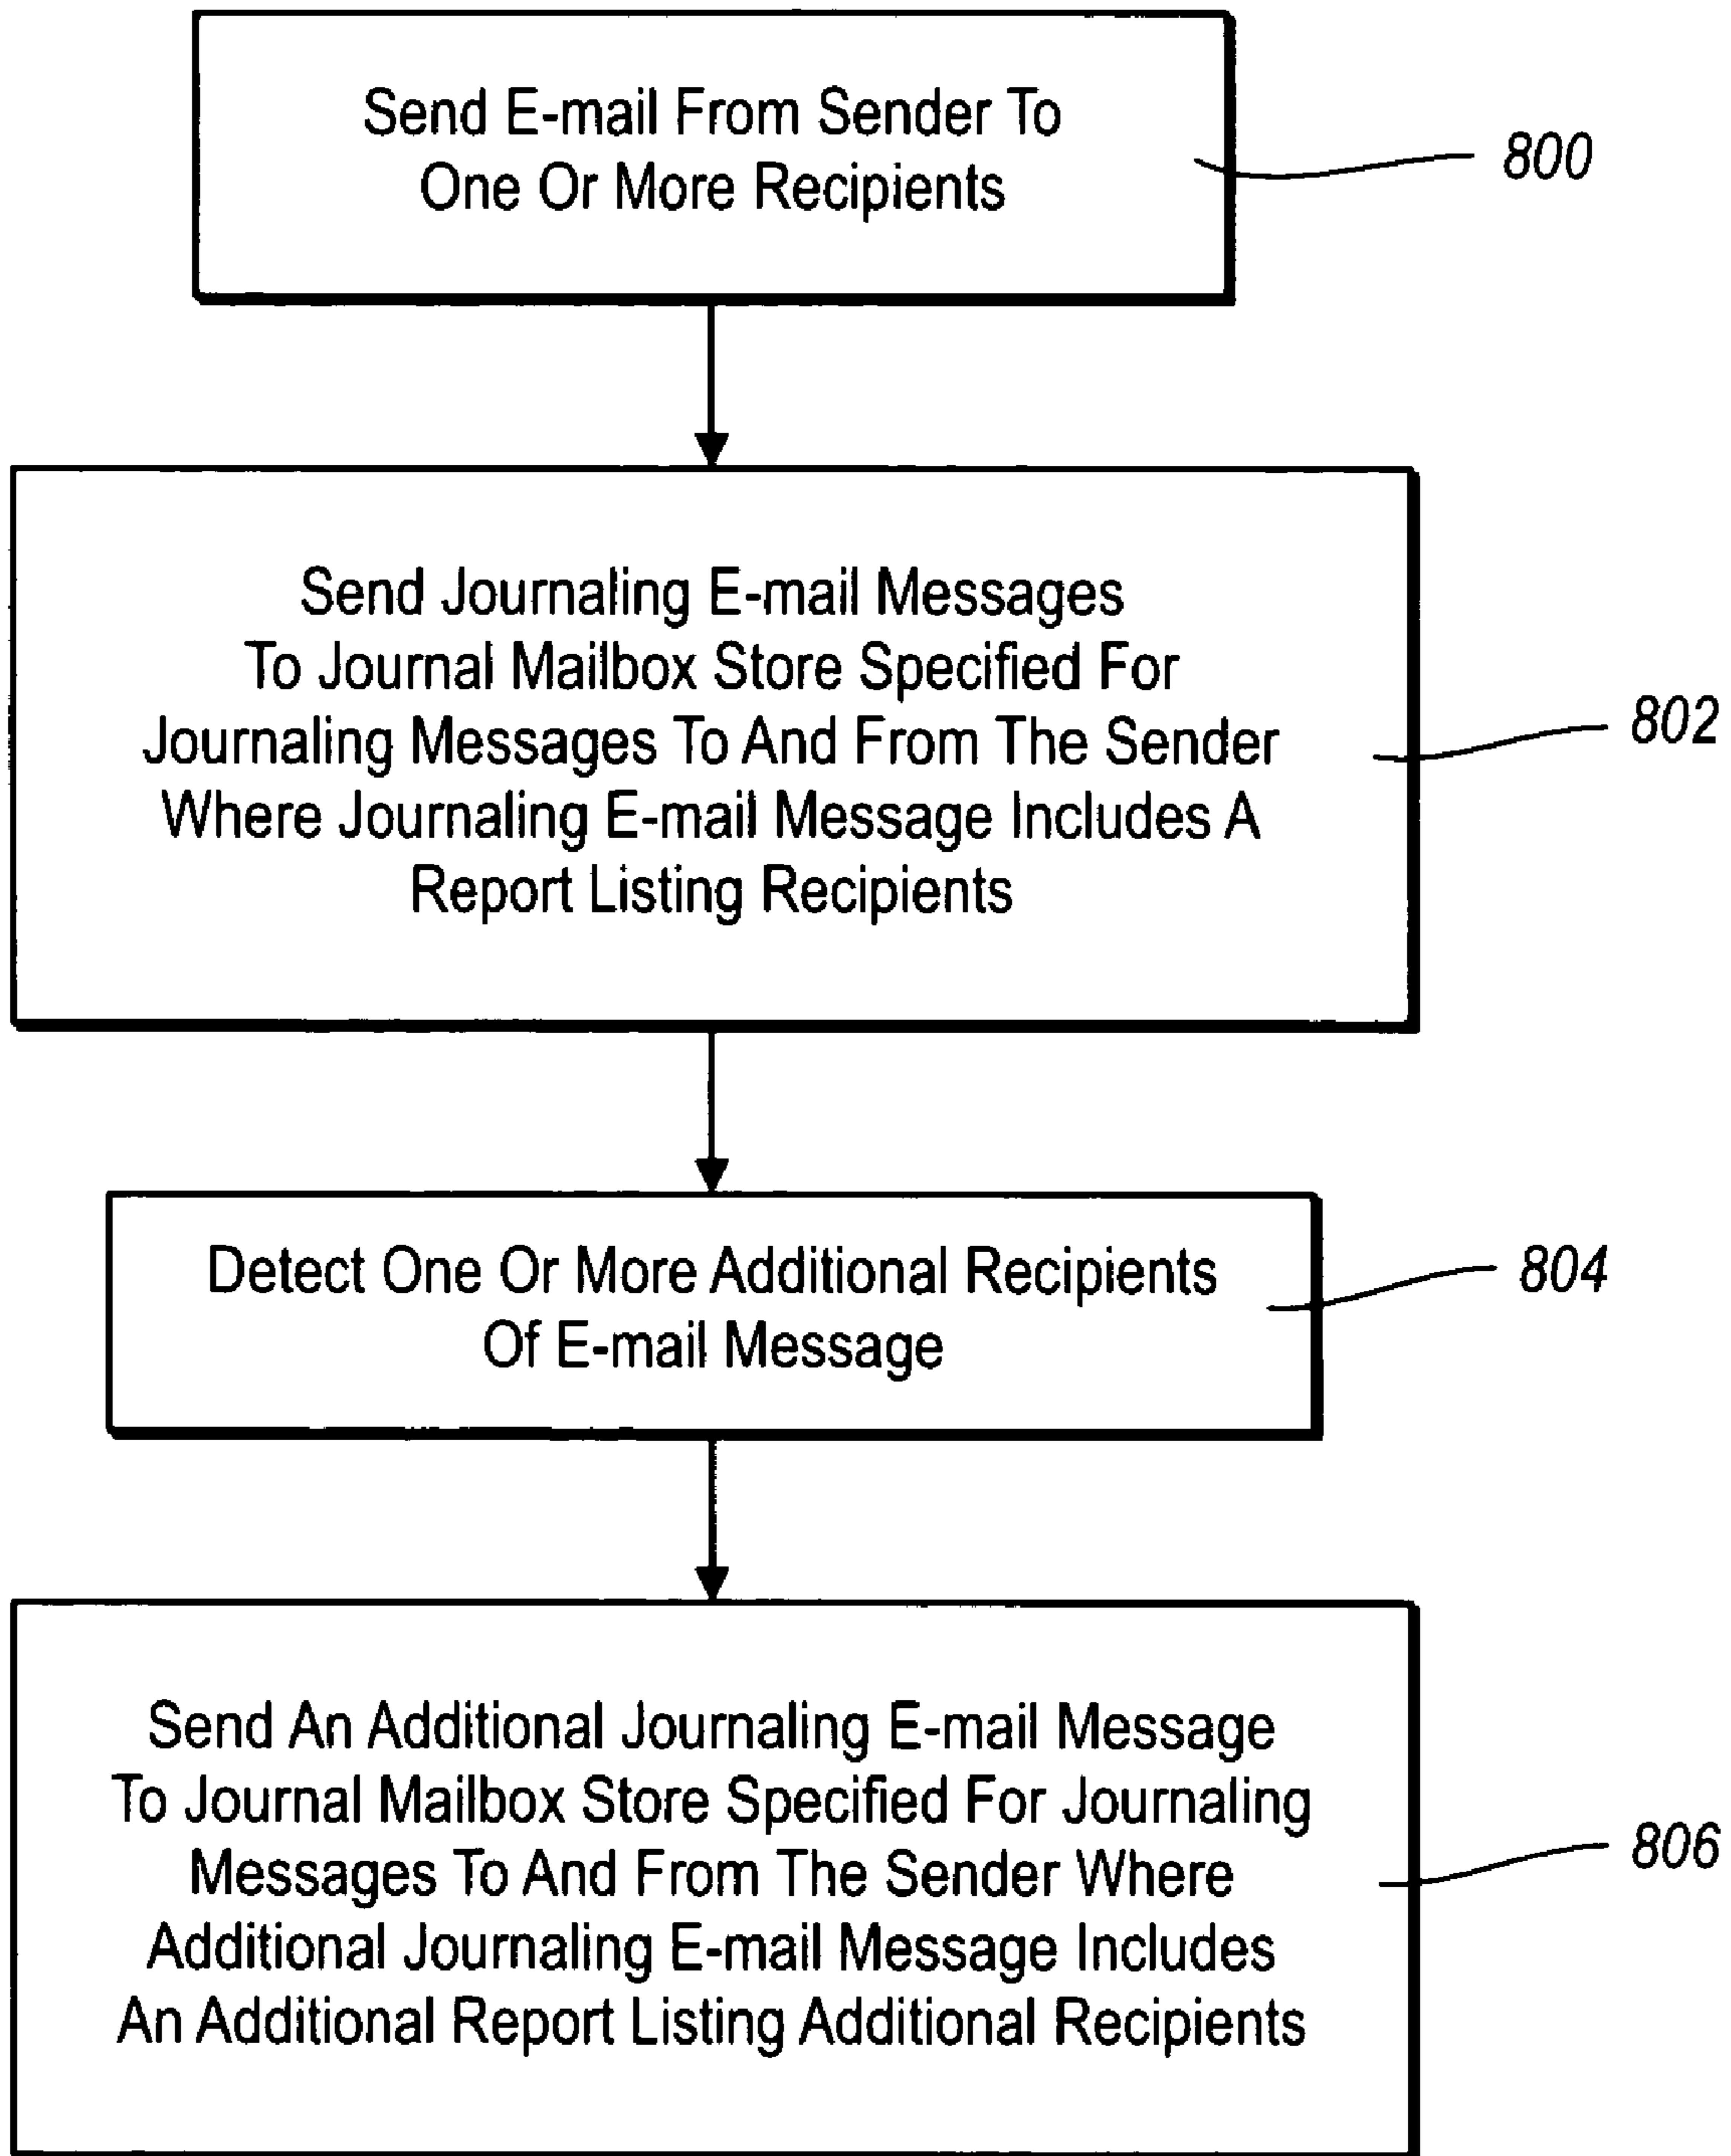 Send E-mail From Sender To
One Or More Recipients
800
Send Journaling E-mail Messages
To Journal Mailbox Store Specified For
Journaling Messages To And From The Sender
Where Journaling E-mail Message Includes A
Report Listing Recipients
802
Detect One Or More Additional Recipients
Of E-mail Message
804
Send An Additional Journaling E-mail Message
To Journal Mailbox Store Specified For Journaling
Messages To And From The Sender Where
Additional Journaling E-mail Message Includes
An Additional Report Listing Additional Recipients
806